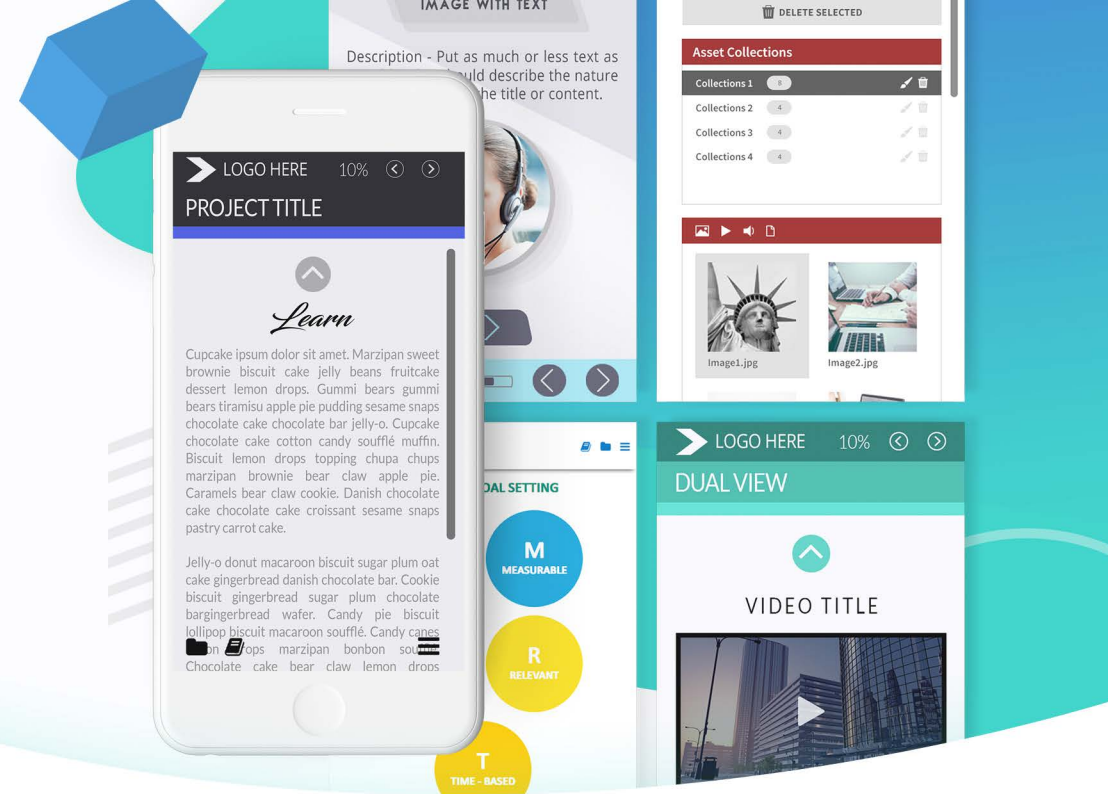 IMAGE WITH TEXT
Description - Put as much or less text as
should describe the nature
the title or content.
DELETE SELECTED
Asset Collections
Collections 1 8
Collections 2 4
Collections 3 4
Collections 4 4
Image1.jpg
Image2.jpg
LOGO HERE 10%
PROJECT TITLE
Learn
Cupcake ipsum dolor sit amet. Marzipan sweet
brownie biscuit cake jelly beans fruitcake
dessert lemon drops. Gummi bears gummi
bears tiramisu apple pie pudding sesame snaps
chocolate cake chocolate bar jelly-o. Cupcake
chocolate cake cotton candy soufflé muffin.
Biscuit lemon drops topping chupa chups
marzipan brownie bear claw apple pie.
Caramels bear claw cookie. Danish chocolate
cake chocolate cake croissant sesame snaps
pastry carrot cake.
Jelly-o donut macaroon biscuit sugar plum oat
cake gingerbread danish chocolate bar. Cookie
biscuit gingerbread sugar plum chocolate
bargingerbread wafer. Candy pie biscuit
lollipop biscuit macaroon soufflé. Candy canes
marzipan bonbon
Chocolate cake bear claw lemon drops
SETTING
M
MEASURABLE
R
RELEVANT
T
TIME - BASED
LOGO HERE 10%
DUAL VIEW
VIDEO TITLE